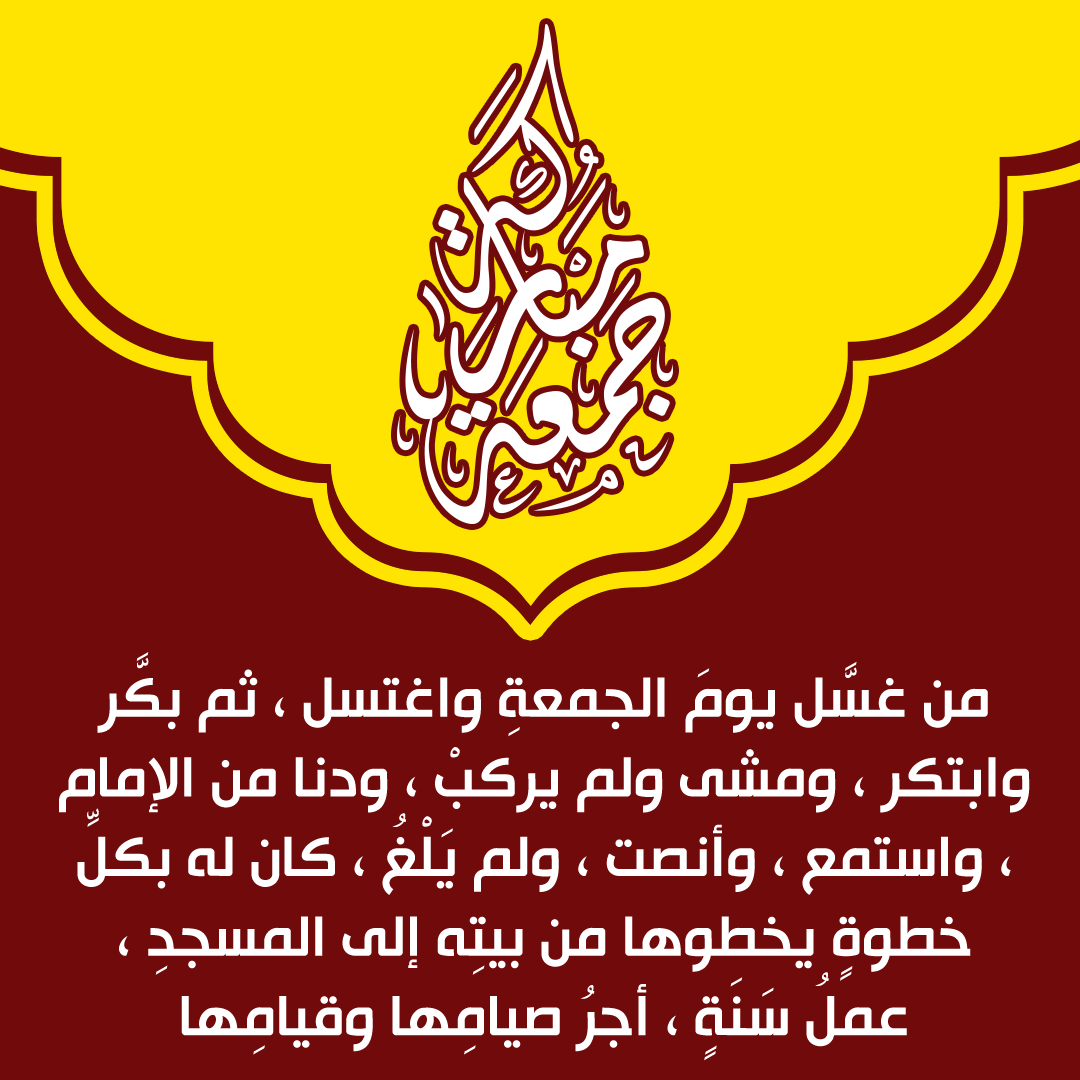 جمعة
مباركة
من غسَّل يومَ الجمعةِ واغتسل ، ثم بكَّر
وابتكر ، ومشى ولم يركبْ ، ودنا من الإمام
، واستمع ، وأنصت ، ولم يَلْغُ ، كان له بكلِّ
خطوةٍ يخطوها من بيتِه إلى المسجدِ ،
عملُ سَنَةٍ ، أجرُ صيامِها وقيامِها